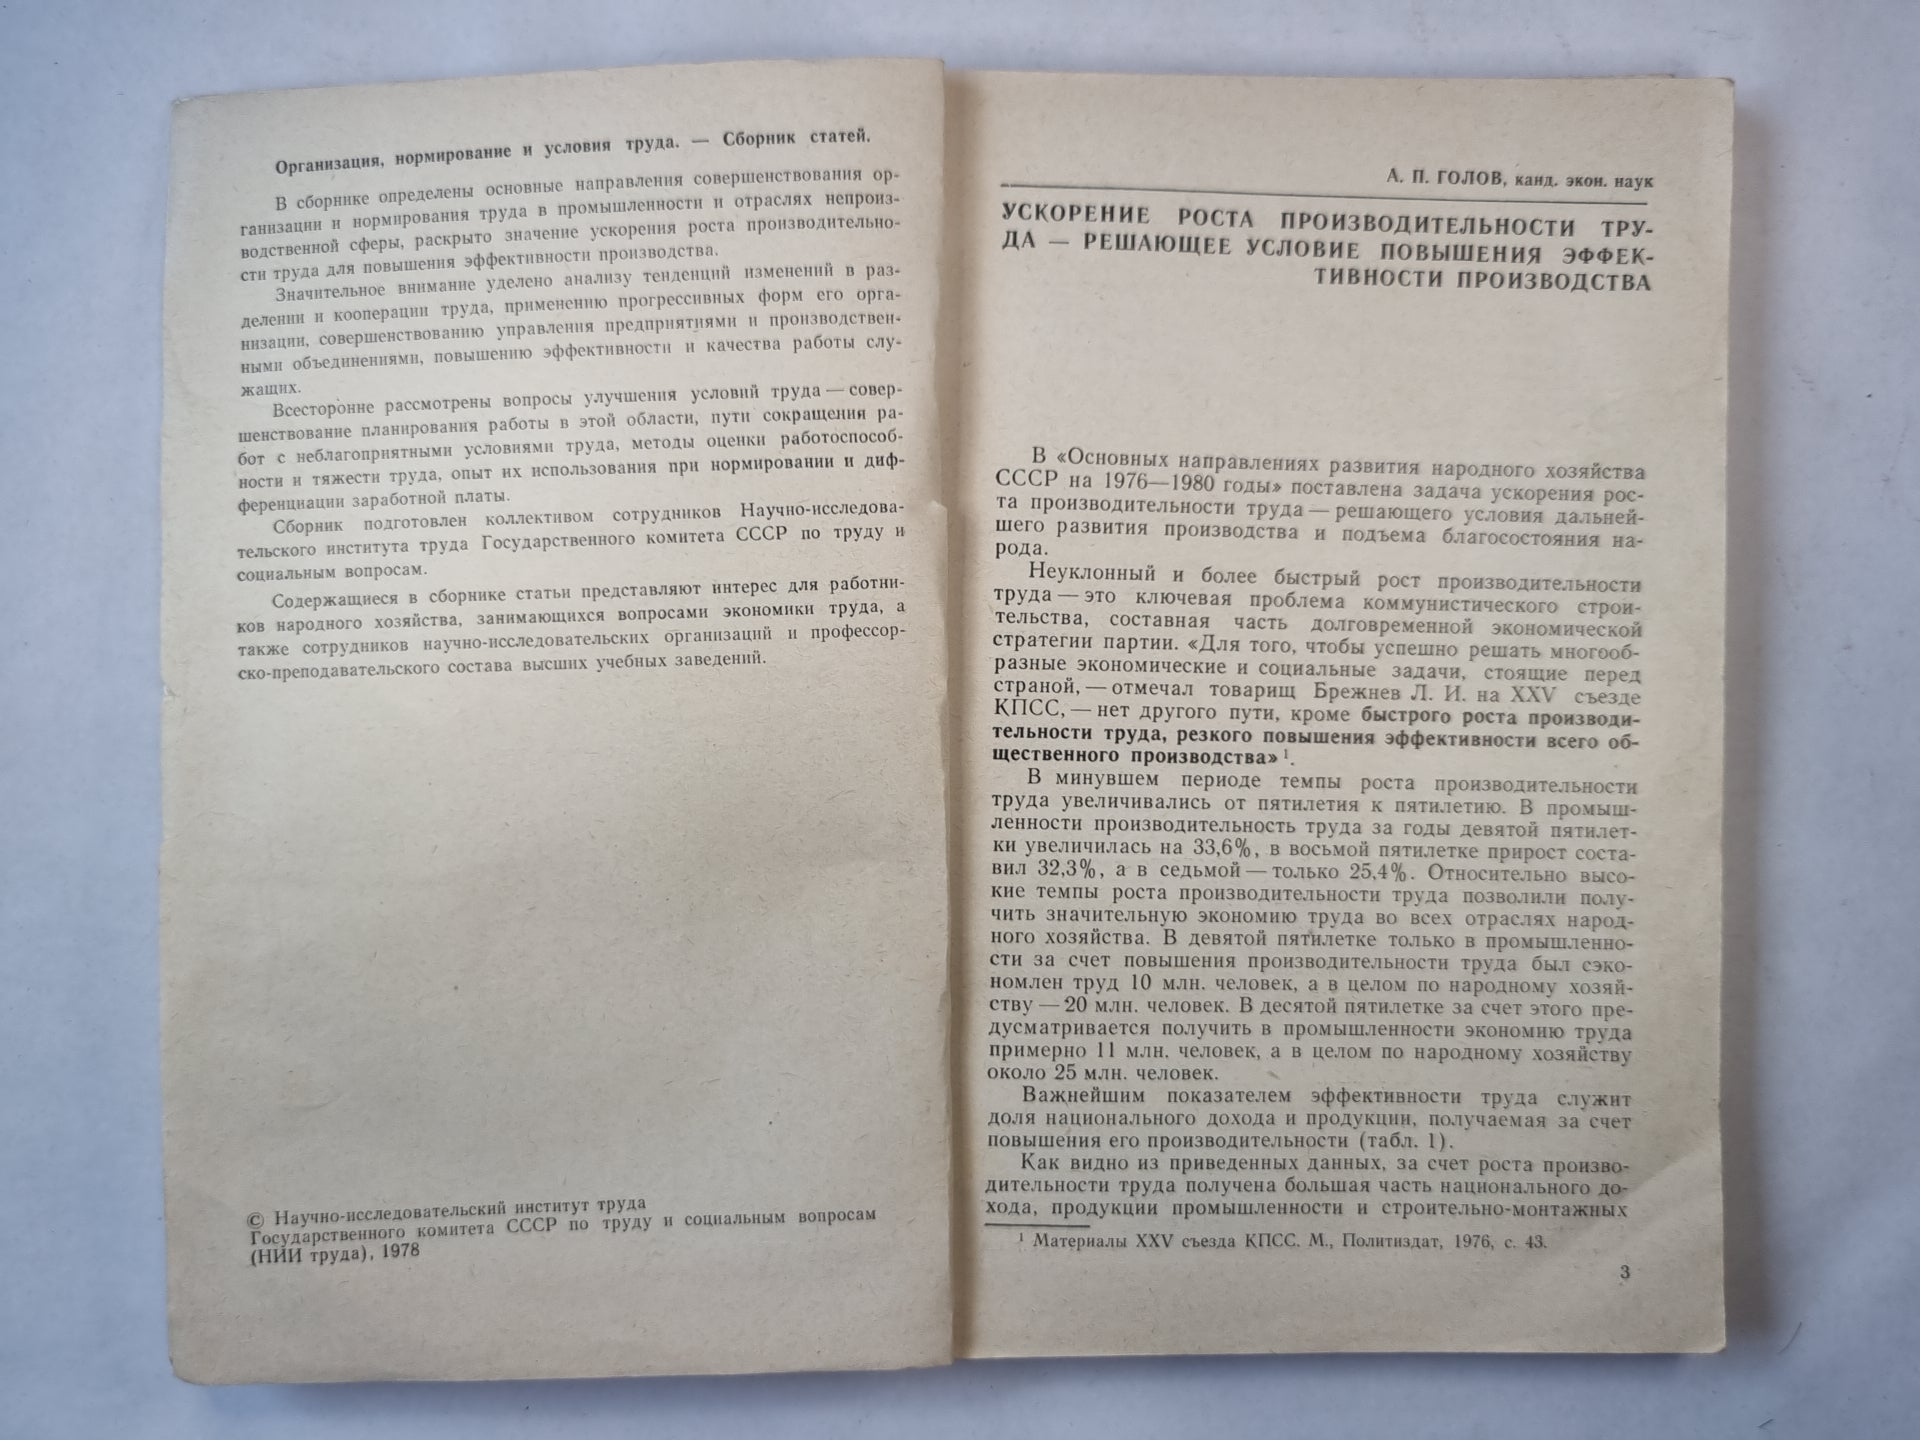 Организация, нормирование и условия труда. — Сборник статей.
В сборнике определены основные направления совершенствования ор-
ганизации и нормирования труда в промышленности и отраслях непроиз-
водственной сферы, раскрыто значение ускорения роста производительно-
сти труда для повышения эффективности производства.
Значительное внимание уделено анализу тенденций изменений в раз-
делении и кооперации труда, применению прогрессивных форм его орга-
низации, совершенствованию управления предприятиями и производствен-
ными объединениями, повышению эффективности и качества работы слу-
жащих.
Всесторонне рассмотрены вопросы улучшения условий труда — совер-
шенствование планирования работы в этой области, пути сокращения ра-
бот с неблагоприятными условиями труда, методы оценки работоспособ-
ности и тяжести труда, опыт их использования при нормировании и диф-
ференциации заработной платы.
Сборник подготовлен коллективом сотрудников Научно-исследова-
тельского института труда Государственного комитета СССР по труду и
социальным вопросам.
Содержащиеся в сборнике статьи представляют интерес для работни-
ков народного хозяйства, занимающихся вопросами экономики труда, а
также сотрудников научно-исследовательских организаций и профессор-
ско-преподавательского состава высших учебных заведений.
© Научно-исследовательский институт труда
Государственного комитета СССР по труду и социальным вопросам
(НИИ труда), 1978
А. П. ГОЛОВ, канд. экон. наук
УСКОРЕНИЕ РОСТА ПРОИЗВОДИТЕЛЬНОСТИ ТРУ-
ДА — РЕШАЮЩЕЕ УСЛОВИЕ ПОВЫШЕНИЯ ЭФФЕК-
ТИВНОСТИ ПРОИЗВОДСТВА
В «Основных направлениях развития народного хозяйства
СССР на 1976—1980 годы» поставлена задача ускорения рос-
та производительности труда — решающего условия дальней-
шего развития производства и подъема благосостояния на-
рода.
Неуклонный и более быстрый рост производительности
труда — это ключевая проблема коммунистического строи-
тельства, составная часть долговременной экономической
стратегии партии. «Для того, чтобы успешно решать многооб-
разные экономические и социальные задачи, стоящие перед
страной, — отмечал товарищ Брежнев Л. И. на XXV съезде
КПСС, — нет другого пути, кроме быстрого роста производи-
тельности труда, резкого повышения эффективности всего об-
щественного производства» ¹.
В минувшем периоде темпы роста производительности
труда увеличивались от пятилетия к пятилетию. В промыш-
ленности производительность труда за годы девятой пятилет-
ки увеличилась на 33,6%, в восьмой пятилетке прирост соста-
вил 32,3%, а в седьмой — только 25,4%. Относительно высо-
кие темпы роста производительности труда позволили полу-
чить значительную экономию труда во всех отраслях народ-
ного хозяйства. В девятой пятилетке только в промышленно-
сти за счет повышения производительности труда был сэко-
номлен труд 10 млн. человек, а в целом по народному хозяй-
ству — 20 млн. человек. В десятой пятилетке за счет этого пре-
дусматривается получить в промышленности экономию труда
примерно 11 млн. человек, а в целом по народному хозяйству
около 25 млн. человек.
Важнейшим показателем эффективности труда служит
доля национального дохода и продукции, получаемая за счет
повышения его производительности (табл. 1).
Как видно из приведенных данных, за счет роста произво-
дительности труда получена большая часть национального до-
хода, продукции промышленности и строительно-монтажных
¹ Материалы XXV съезда КПСС. М., Политиздат, 1976, с. 43.
3